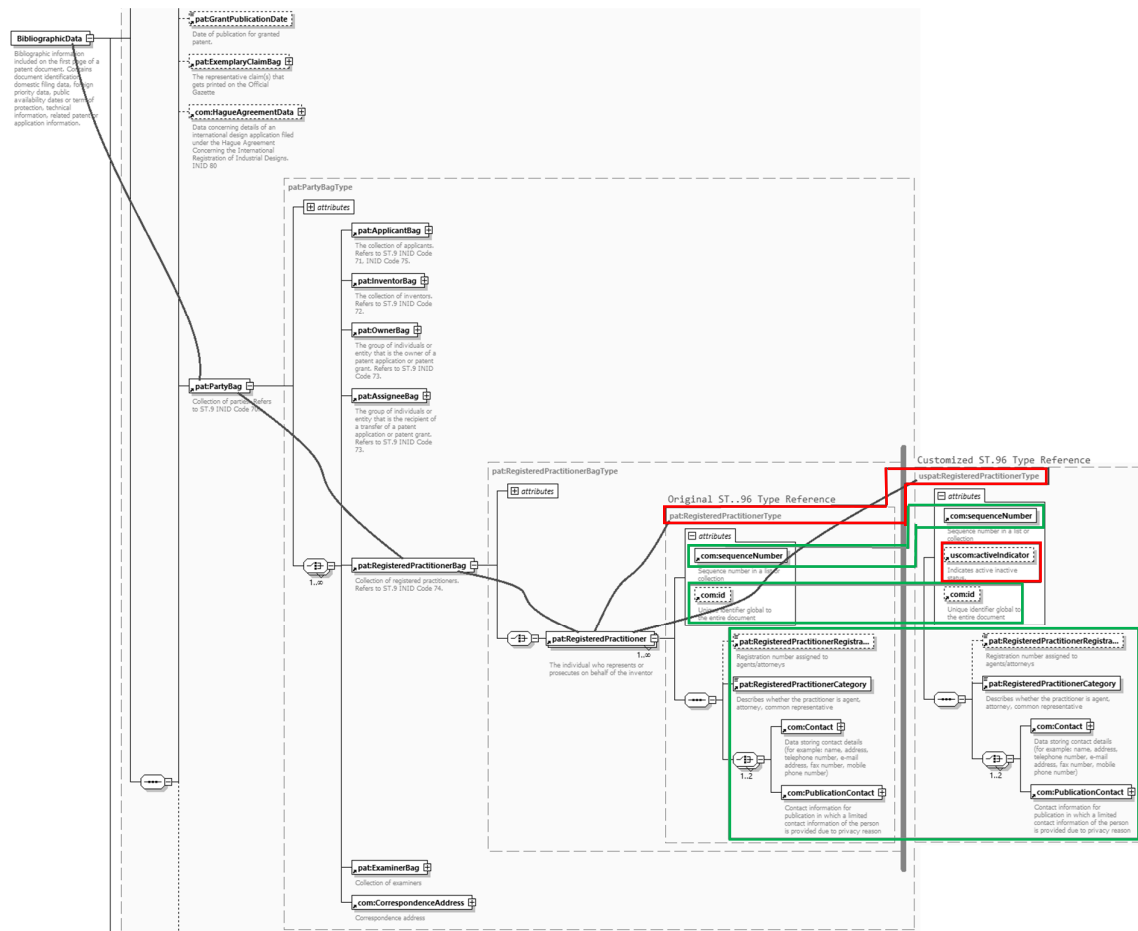 pat:GrantPublicationDate
Date of publication for granted
patent.
BibliographicData
Bibliographic information
included on the first page of a
patent document. Contains
document identification,
domestic filing data, foreign
priority data, public
availability dates or term of
protection, technical
information, related patent or
application information.
pat:ExemplaryClaimBag
The representative claim(s) that
gets printed on the Official
Gazette
com:HagueAgreementData
Data concerning details of an
international design application filed
under the Hague Agreement
Concerning the International
Registration of Industrial Designs.
INID 80
pat:PartyBagType
attributes
pat:ApplicantBag
The collection of applicants.
Refers to ST.9 INID Code
71. INID Code 75.
pat:InventorBag
The collection of inventors.
Refers to ST.9 INID Code
72.
pat:OwnerBag
The group of individuals or
entity that is the owner of a
patent application or patent
grant. Refers to ST.9 INID
Code 73.
pat:PartyBag
Collection of parties. Refers
to ST.9 INID Code 70.
pat:AssigneeBag
The group of individuals or
entity that is the recipient of
a transfer of a patent
application or patent grant.
Refers to ST.9 INID Code
73.
pat:RegisteredPractitionerBagType
attributes
1..∞
pat:RegisteredPractitionerBag
Collection of registered practitioners.
Refers to ST.9 INID Code 74.
pat:RegisteredPractitioner
1..∞
The individual who represents or
prosecutes on behalf of the inventor
Original ST..96 Type Reference
pat:RegisteredPractitionerType
attributes
com:sequenceNumber
Sequence number in a list or
collection
com:id
Unique identifier global to
the entire document
pat:RegisteredPractitionerRegistra...
Registration number assigned to
agents/attorneys
pat:RegisteredPractitionerCategory
Describes whether the practitioner is agent,
attorney, common representative
com:Contact
Data storing contact details
(for example: name, address,
telephone number, e-mail
address, fax number, mobile
phone number)
1..2
com:PublicationContact
Contact information for
publication in which a limited
contact information of the person
is provided due to privacy reason
Customized ST.96 Type Reference
uspat:RegisteredPractitionerType
attributes
com:sequenceNumber
Sequence number in a list or
collection
uscom:activeIndicator
Indicates active inactive
status
com:id
Unique identifier global to
the entire document
pat:RegisteredPractitionerRegistra...
Registration number assigned to
agents/attorneys
pat:RegisteredPractitionerCategory
Describes whether the practitioner is agent,
attorney, common representative
com:Contact
Data storing contact details
(for example: name, address,
telephone number, e-mail
address, fax number, mobile
phone number)
1..2
com:PublicationContact
Contact information for
publication in which a limited
contact information of the person
is provided due to privacy reason
pat:ExaminerBag
Collection of examiners
com:CorrespondenceAddress
Correspondence address